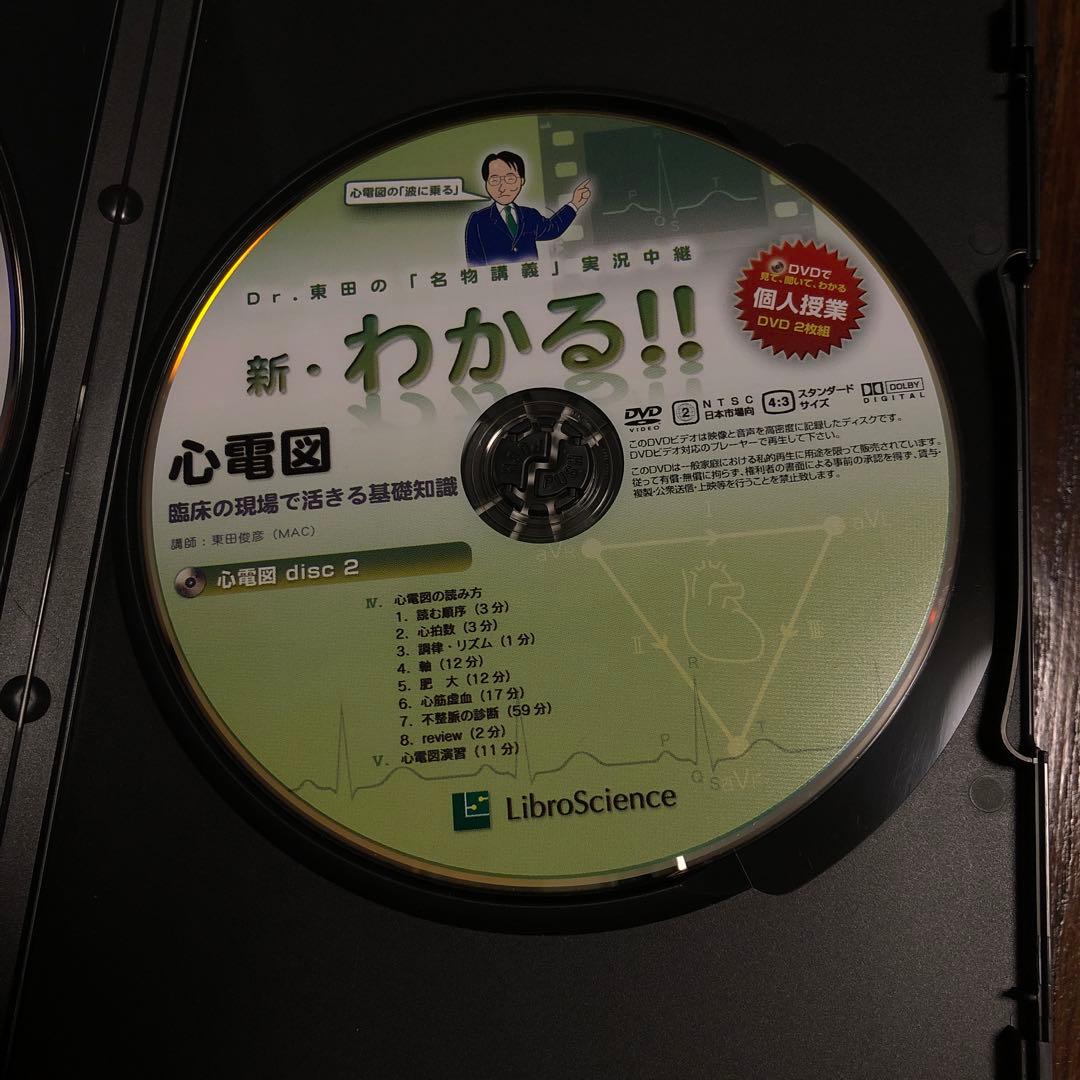 心電図の「波に乗る」
P
R
Q
S
T
Dr.東田の「名物講義」実況中継
新・わかる!!
DVDで
見て、聞いて、わかる
個人授業
DVD 2枚組
心電図
臨床の現場で活きる基礎知識
講師：東田俊彦（MAC）
DVD
VIDEO
2
NTSC
日本市場向
4:3
スタンダード
サイズ
DOLBY
DIGITAL
このDVDビデオは映像と音声を高密度に記録したディスクです。
DVDビデオ対応のプレーヤーで再生して下さい。
このDVDは一般家庭における私的再生に用途を限って販売されています。
従って有償・無償に拘らず、権利者の書面による事前の承認を得ず、賃与・
複製・公衆送信・上映等を行うことを禁止致します。
心電図 disc 2
Ⅳ. 心電図の読み方
1. 読む順序（3分）
2. 心拍数（3分）
3. 調律・リズム（1分）
4. 軸（12分）
5. 肥 大（12分）
6. 心筋虚血（17分）
7. 不整脈の診断（59分）
8. review（2分）
Ⅴ. 心電図演習（11分）
I
aVR
aVL
II
III
R
P
Q
S
T
aVF
LibroScience
PUSH